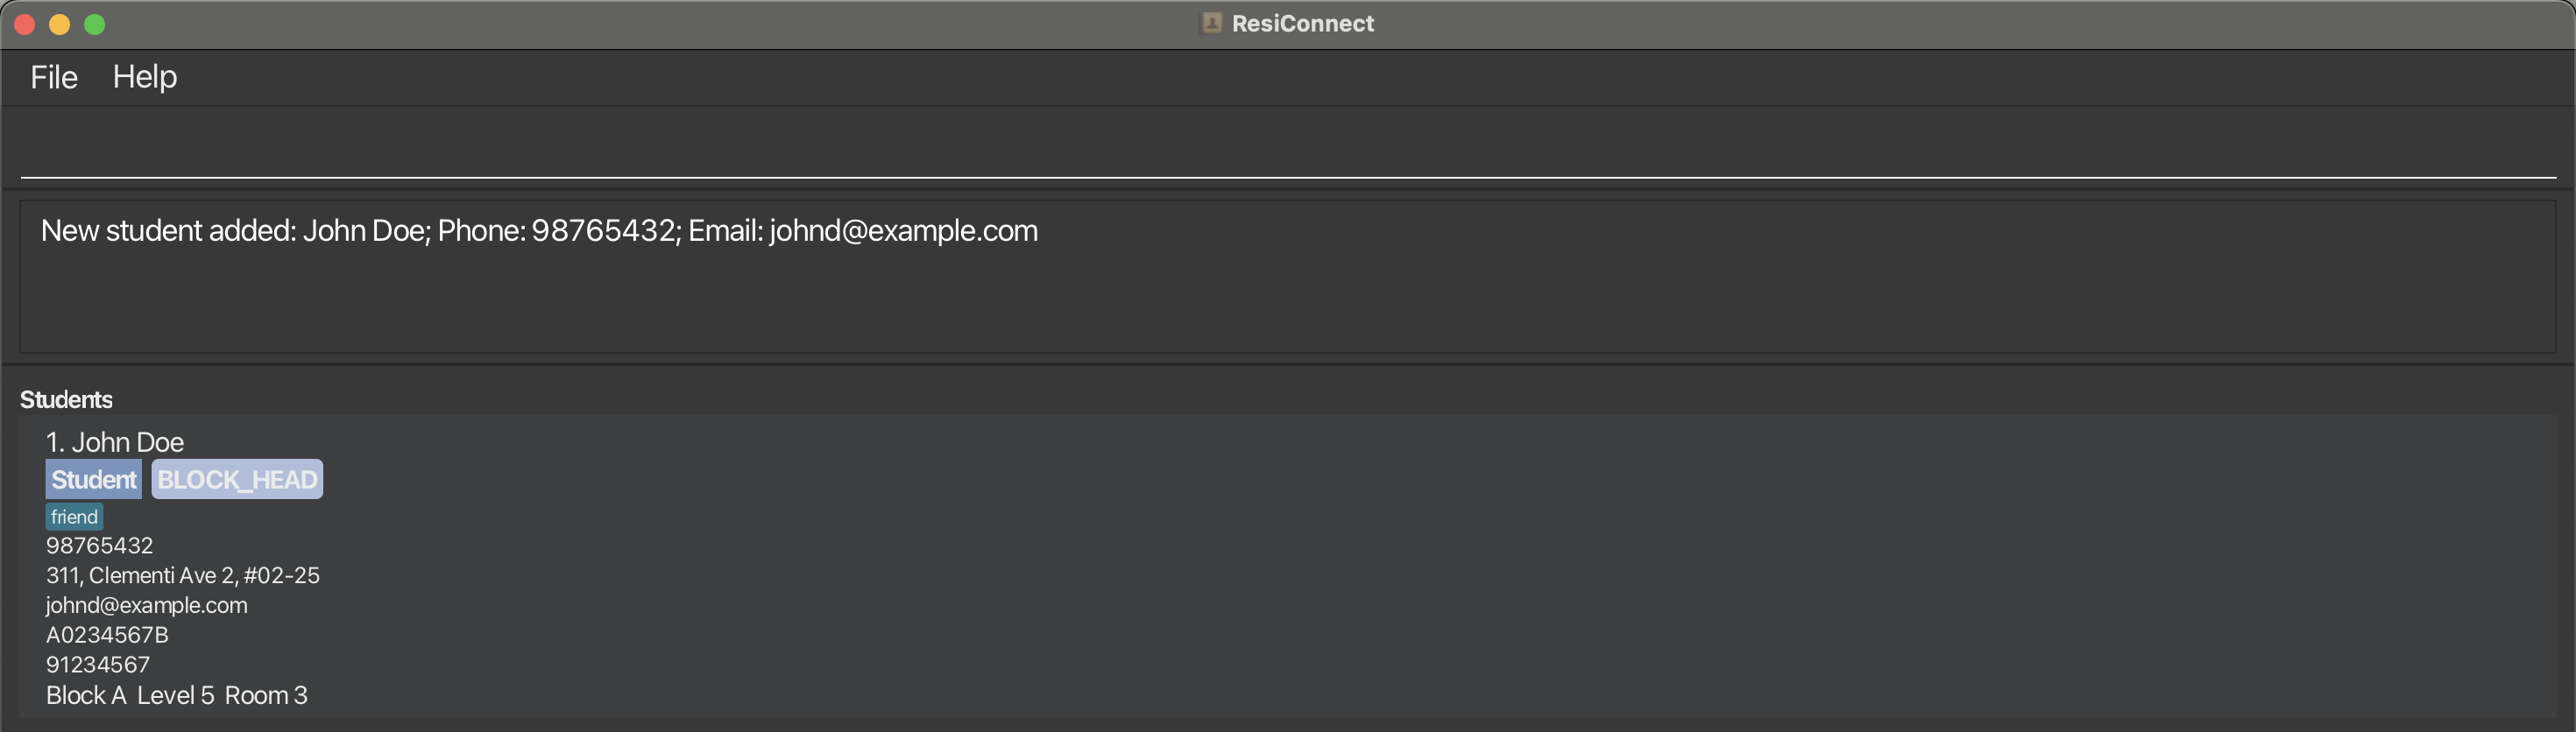 ResiConnect
File Help
New student added: John Doe; Phone: 98765432; Email: johnd@example.com
Students
1. John Doe
Student BLOCK_HEAD
friend
98765432
311, Clementi Ave 2, #02-25
johnd@example.com
A0234567B
91234567
Block A Level 5 Room 3